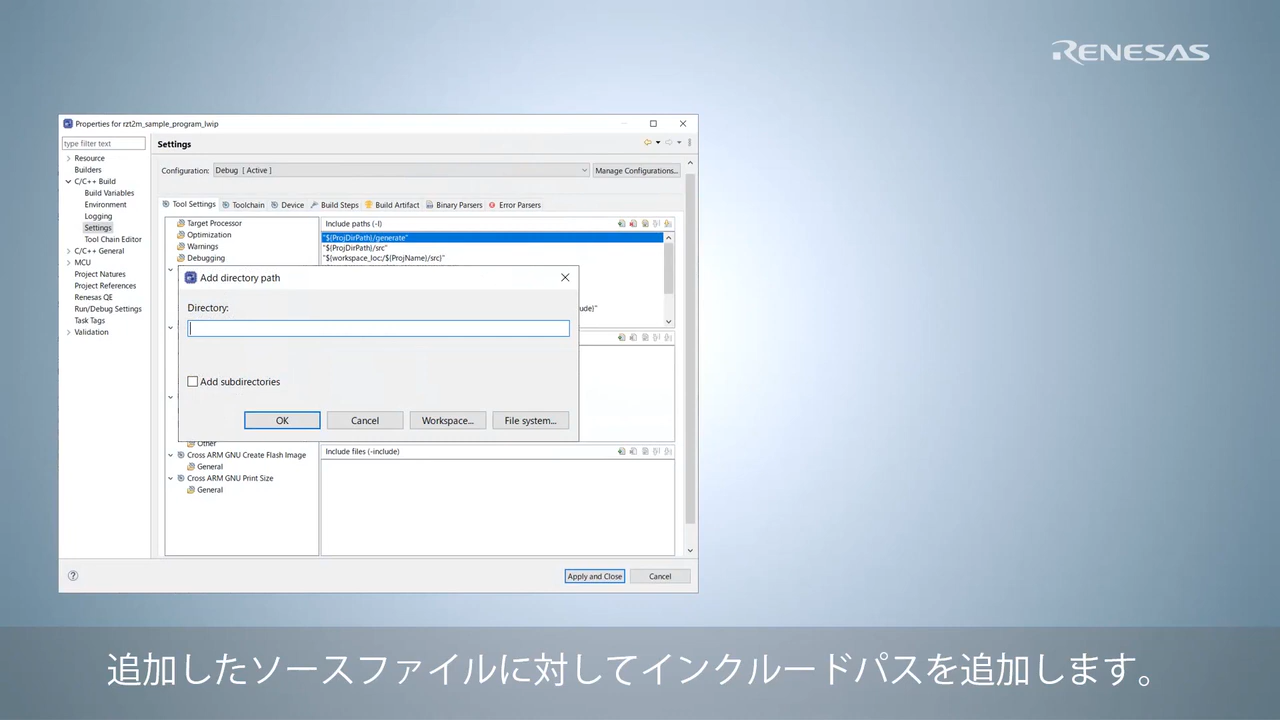 RENESAS
Properties for rzt2m_sample_program_lwip
type filter text
Settings
Resource
Builders
C/C++ Build
Build Variables
Environment
Logging
Settings
Tool Chain Editor
C/C++ General
MCU
Project Natures
Project References
Renesas QE
Run/Debug Settings
Task Tags
Validation
Configuration: Debug [ Active ] Manage Configurations...
Tool Settings Toolchain Device Build Steps Build Artifact Binary Parsers Error Parsers
Target Processor
Optimization
Warnings
Debugging
Include paths (-I)
"${ProjDirPath}/generate"
"${ProjDirPath}/src"
"${workspace_loc:/${ProjName}/src}"
ude)"
Add directory path
Directory:
Add subdirectories
OK Cancel Workspace... File system...
Other
Cross ARM GNU Create Flash Image
General
Cross ARM GNU Print Size
General
Include files (-include)
Apply and Close Cancel
追加したソースファイルに対してインクルードパスを追加します。